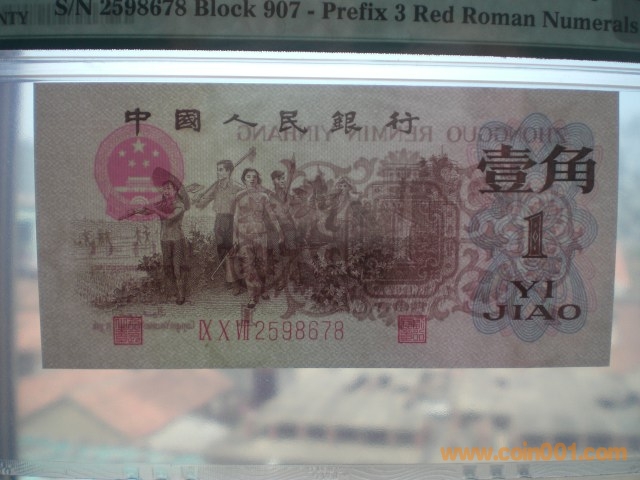 S/N 2598678 Block 907 - Prefix 3 Red Roman Numerals
中國人民銀行
ZHONGGUO RENMIN YINHANG
壹角
1
YI
JIAO
IX X VIII 2598678
www.coin001.com